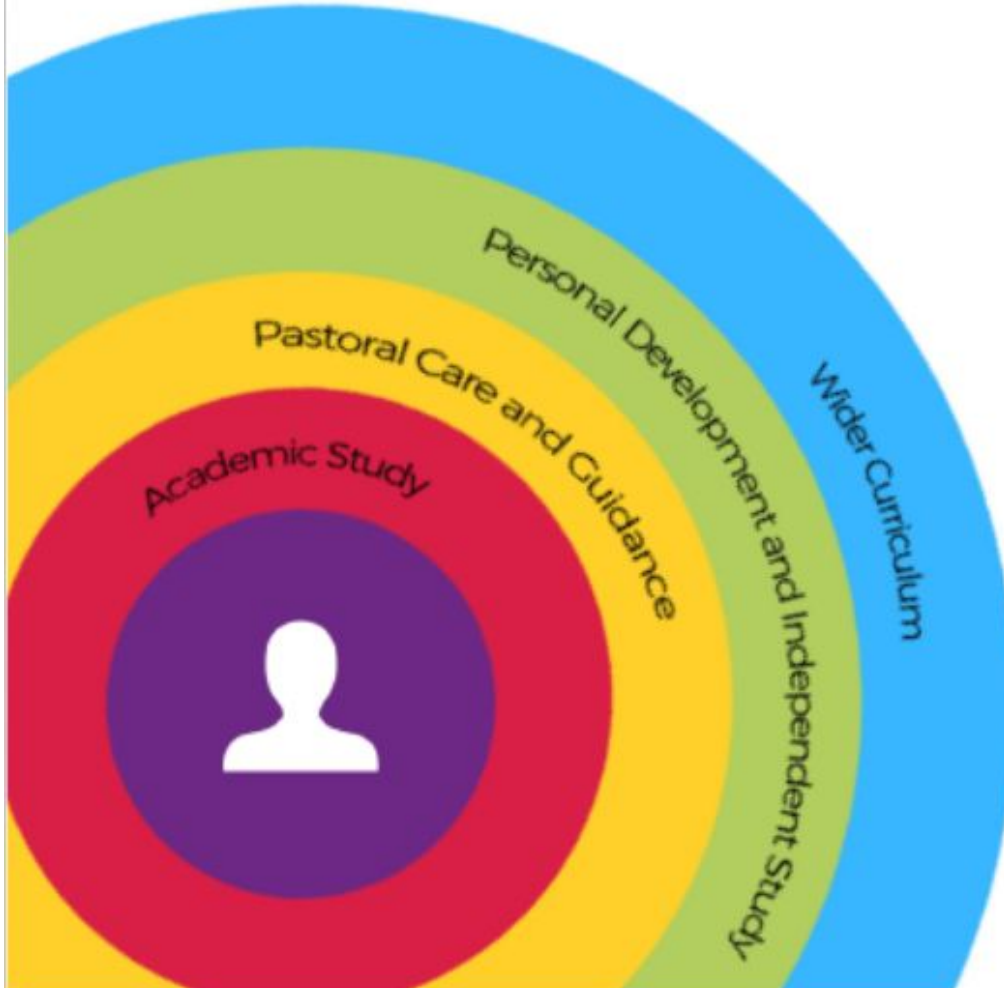 Academic Study
Pastoral Care and Guidance
Personal Development and Independent Study
Wider Curriculum